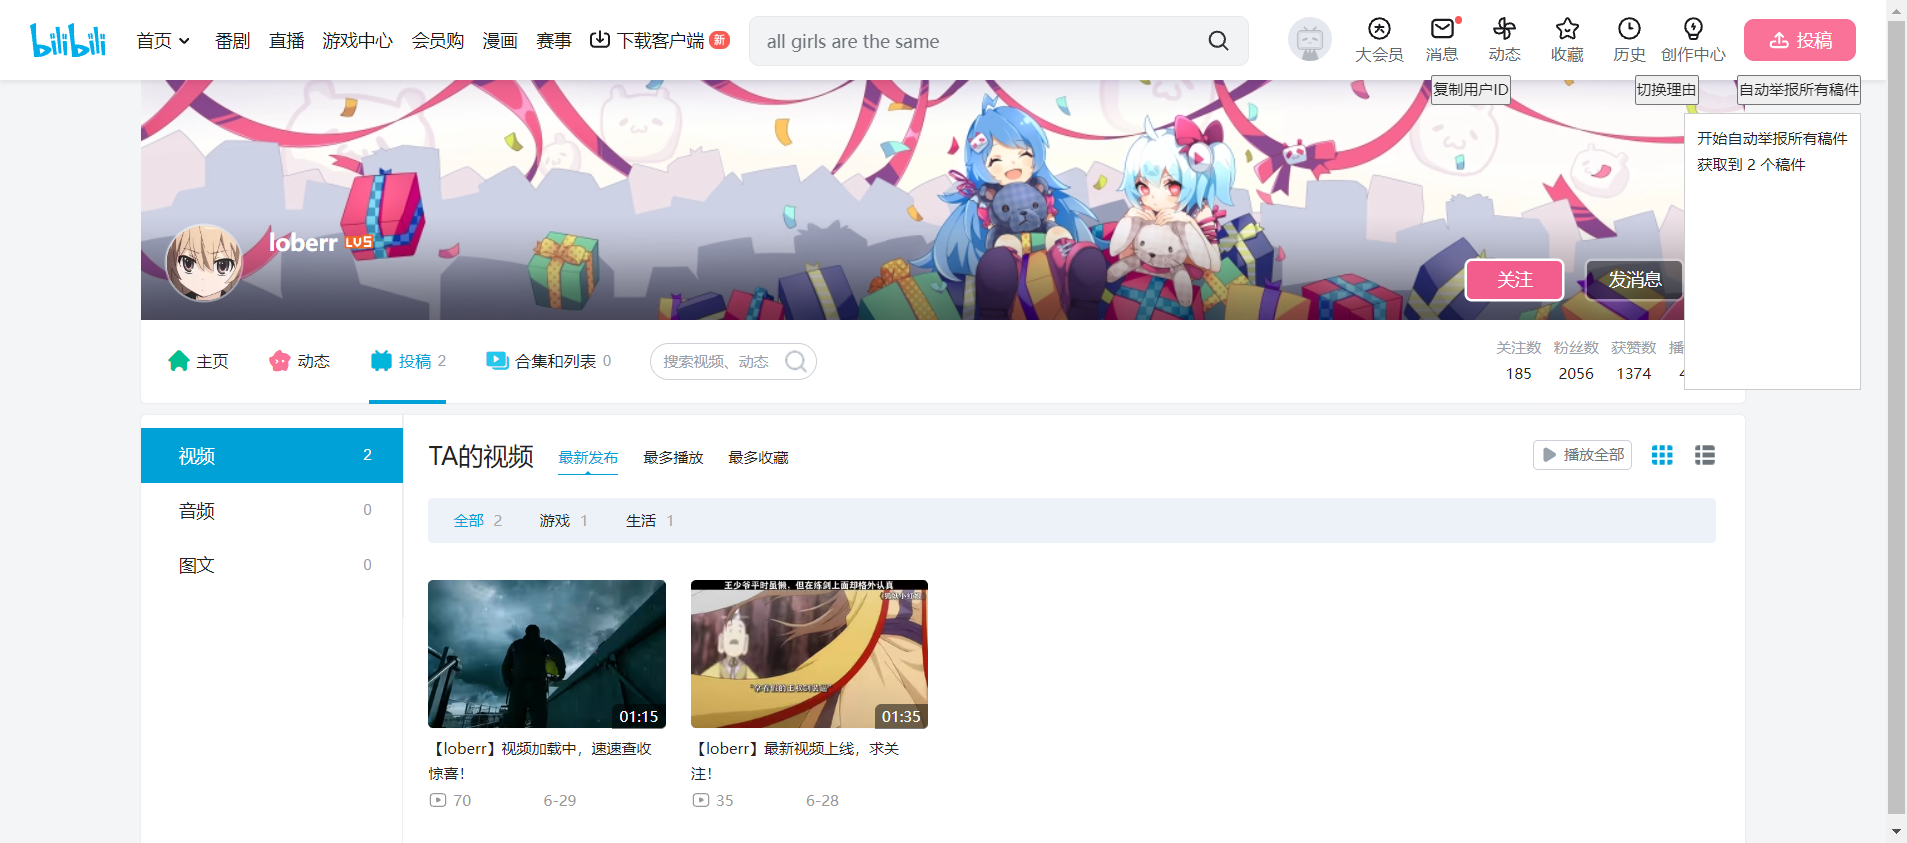 bilibili
首页
番剧
直播
游戏中心
会员购
漫画
赛事
下载客户端
新
all girls are the same
大会员
消息
动态
收藏
历史
创作中心
投稿
复制用户ID
切换理由
自动举报所有稿件
开始自动举报所有稿件
获取到 2 个稿件
loberr LV5
关注
发消息
主页
动态
投稿 2
合集和列表 0
搜索视频、动态
关注数 粉丝数 获赞数 播
185 2056 1374 4
视频 2
音频 0
图文 0
TA的视频
最新发布
最多播放
最多收藏
播放全部
全部 2
游戏 1
生活 1
01:15
王少爷平时虽懒，但在练剑上面却格外认真
01:35
【loberr】视频加载中，速速查收
惊喜！
70 6-29
【loberr】最新视频上线，求关
注！
35 6-28